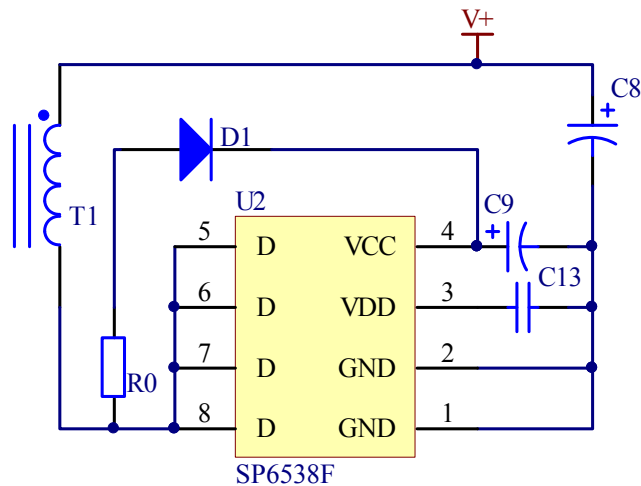 V+
C8
+
D1
U2
T1
C9
+
5 D VCC 4
C13
6 D VDD 3
7 D GND 2
R0
8 D GND 1
SP6538F